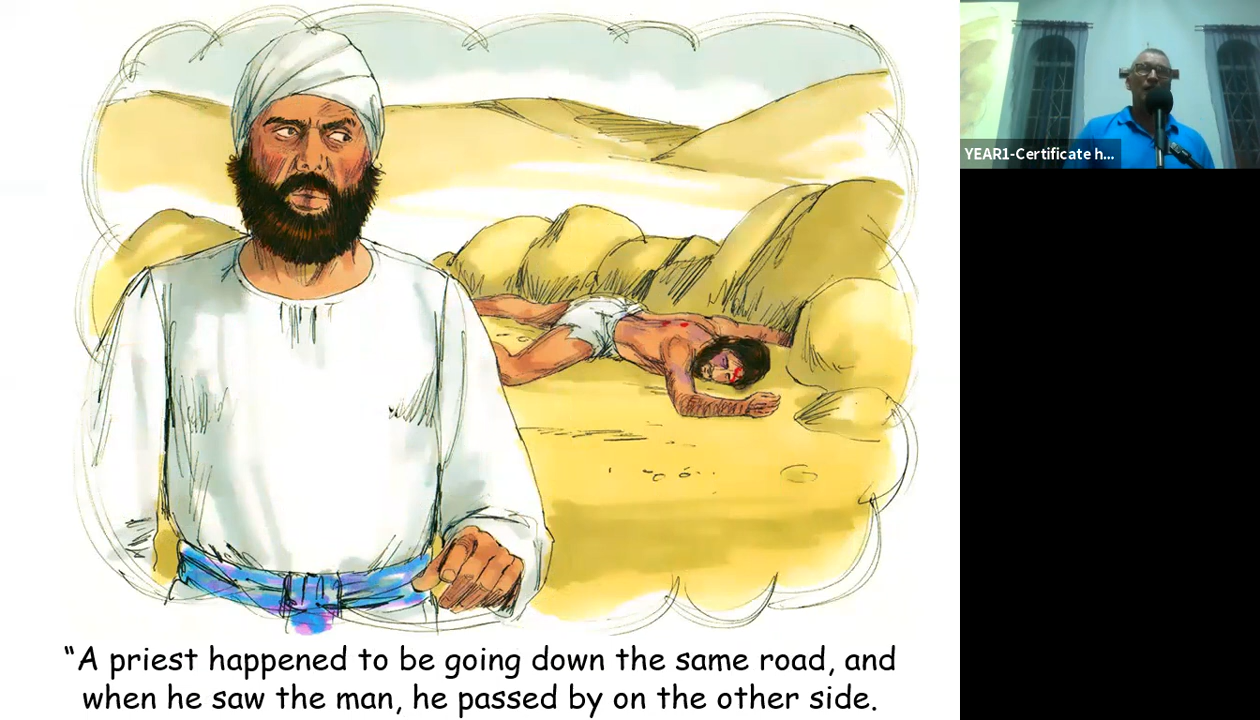 “A priest happened to be going down the same road, and
when he saw the man, he passed by on the other side.
YEAR1-Certificate h...